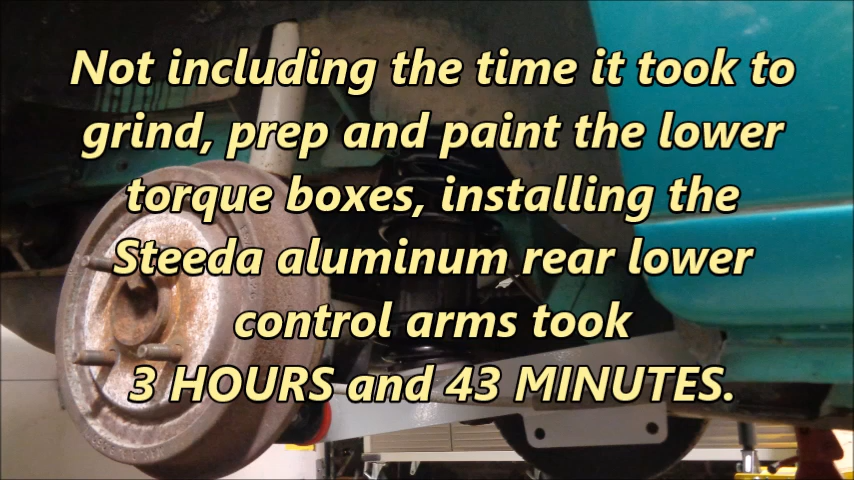 Not including the time it took to
grind, prep and paint the lower
torque boxes, installing the
Steeda aluminum rear lower
control arms took
3 HOURS and 43 MINUTES.